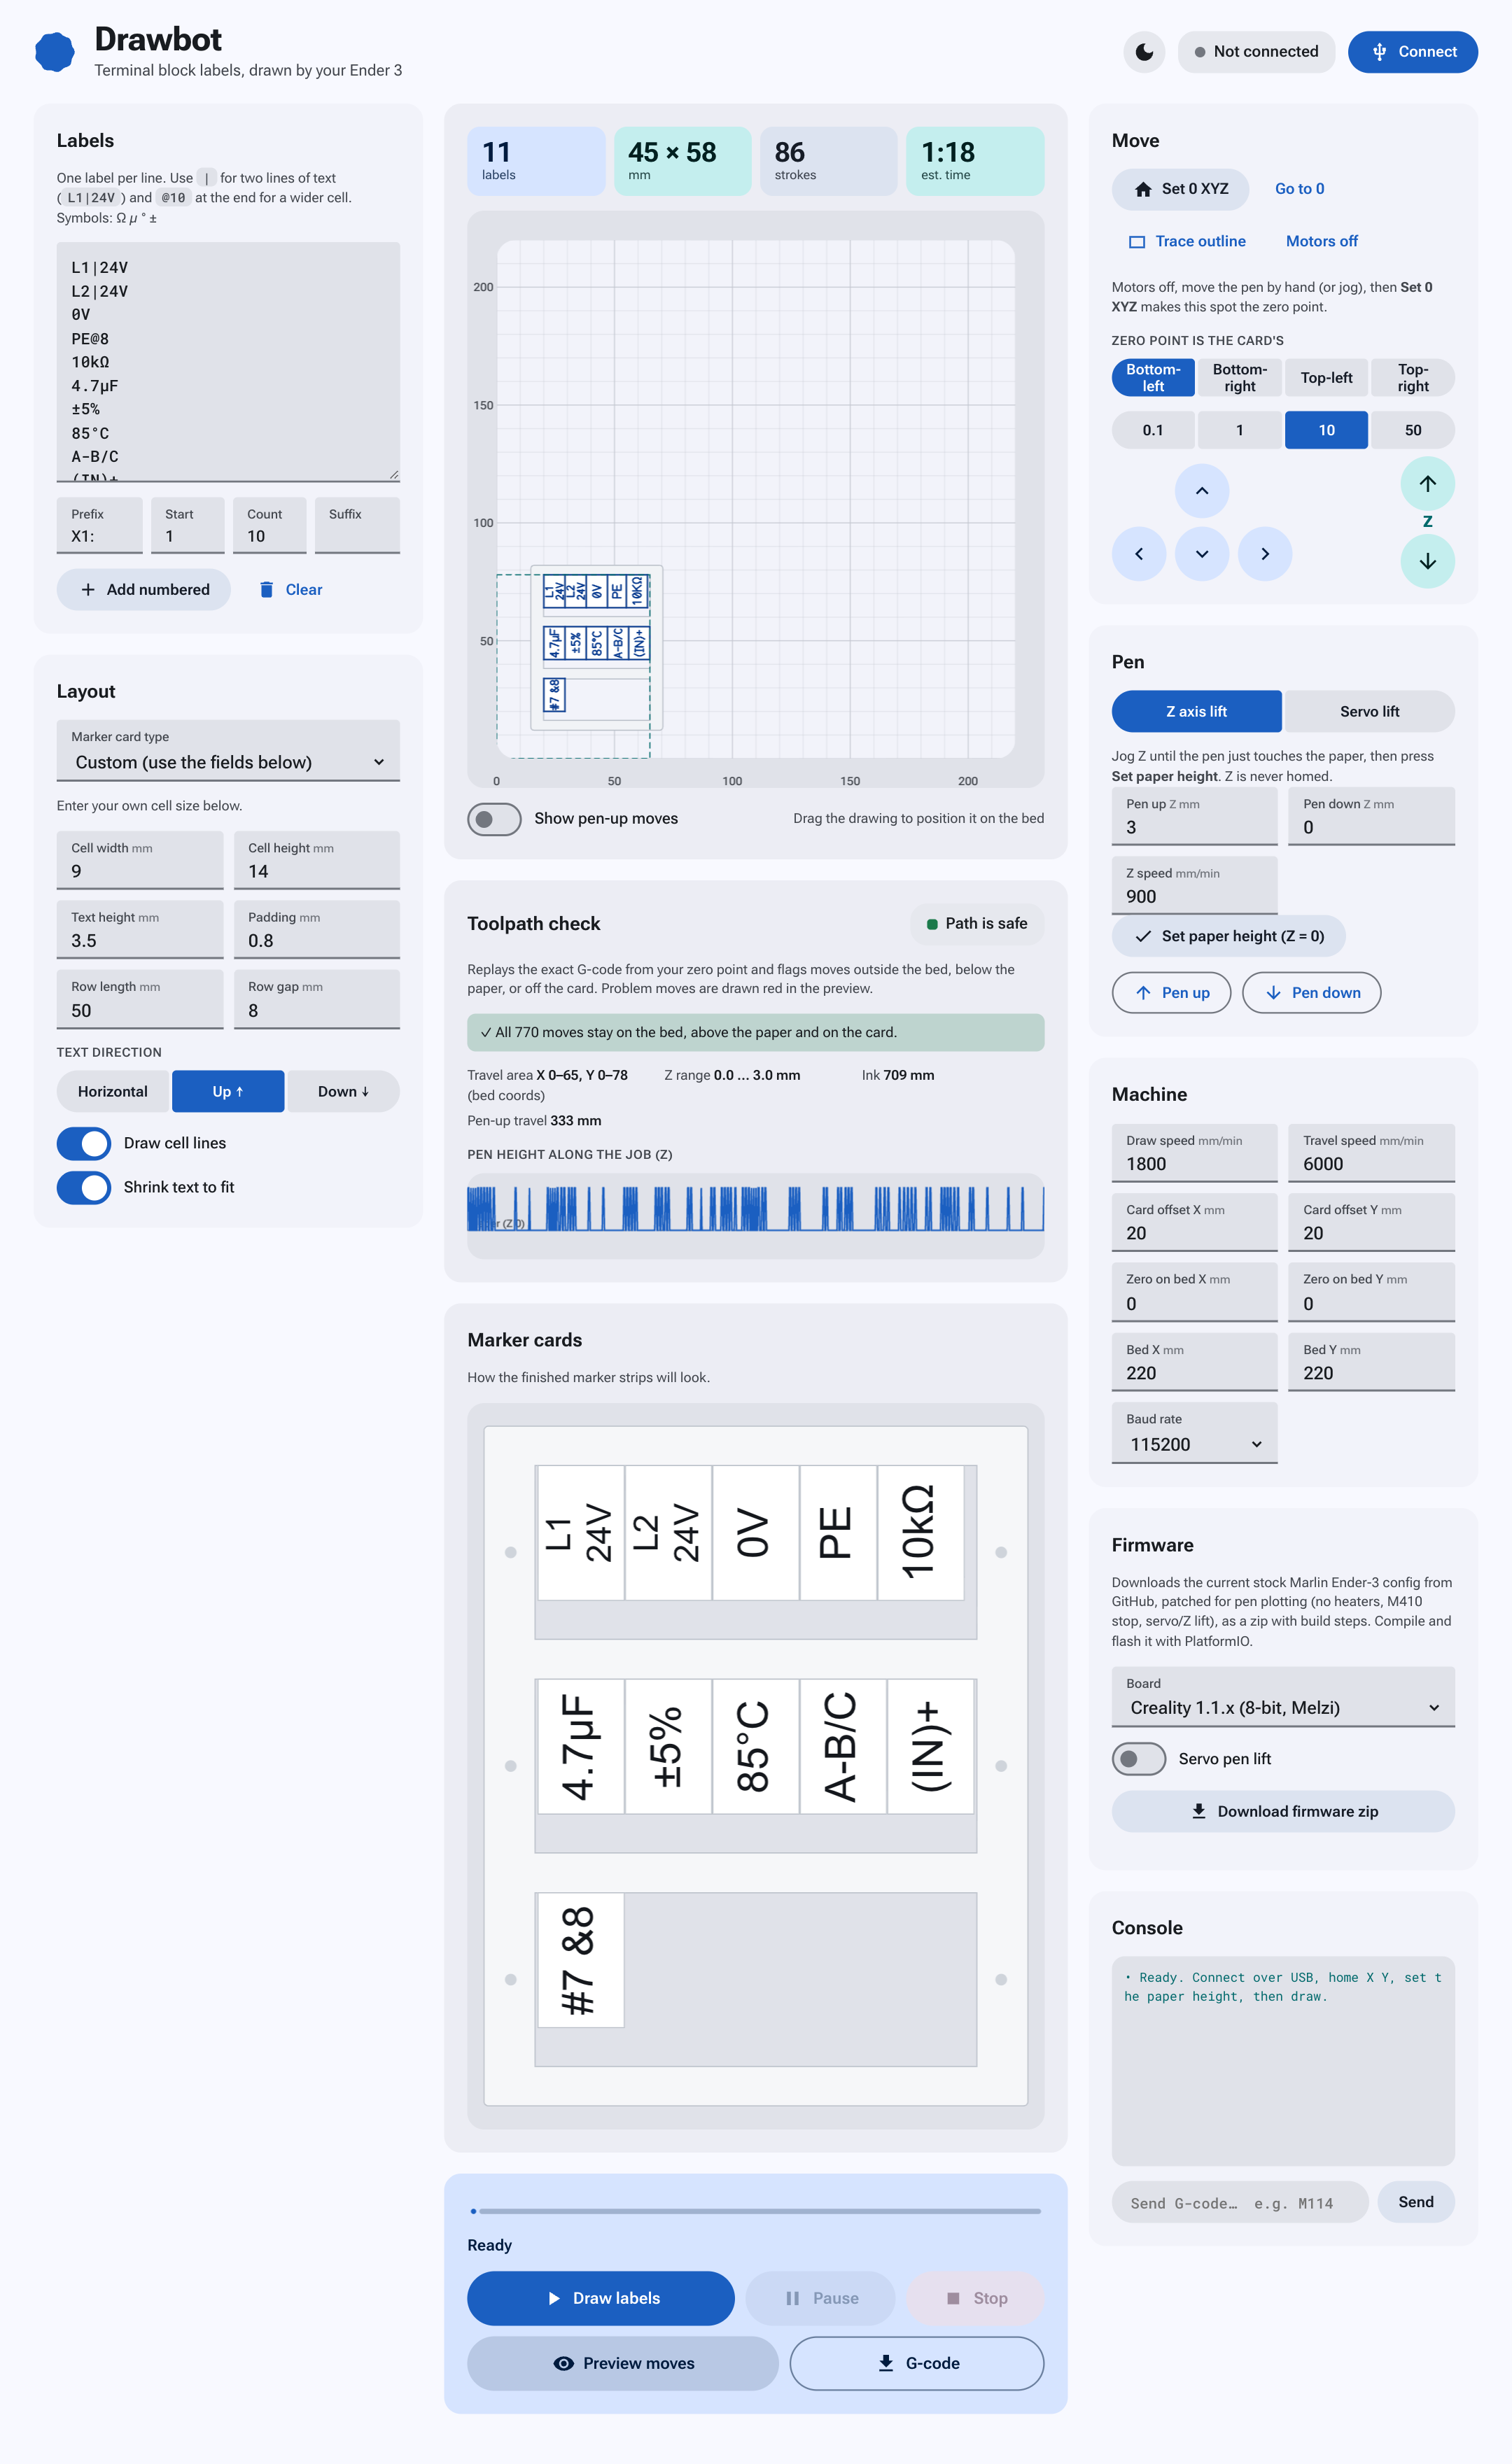 Drawbot
Terminal block labels, drawn by your Ender 3
Not connected
Connect
Labels
One label per line. Use | for two lines of text
( L1|24V ) and @10 at the end for a wider cell.
Symbols: Ω µ ° ±
L1|24V
L2|24V
0V
PE@8
10kΩ
4.7µF
±5%
85°C
A-B/C
(IN)+
Prefix
X1:
Start
1
Count
10
Suffix
Add numbered
Clear
Layout
Marker card type
Custom (use the fields below)
Enter your own cell size below.
Cell width mm
9
Cell height mm
14
Text height mm
3.5
Padding mm
0.8
Row length mm
50
Row gap mm
8
TEXT DIRECTION
Horizontal
Up ↑
Down ↓
Draw cell lines
Shrink text to fit
11
labels
45 × 58
mm
86
strokes
1:18
est. time
200
150
100
50
0
50
100
150
200
L1
24V
L2
24V
0V
PE
10KΩ
4.7µF
±5%
85°C
A-B/C
(IN)+
#7 &8
Show pen-up moves
Drag the drawing to position it on the bed
Toolpath check
Path is safe
Replays the exact G-code from your zero point and flags moves outside the bed, below the
paper, or off the card. Problem moves are drawn red in the preview.
✓ All 770 moves stay on the bed, above the paper and on the card.
Travel area X 0–65, Y 0–78
(bed coords)
Z range 0.0 … 3.0 mm
Ink 709 mm
Pen-up travel 333 mm
PEN HEIGHT ALONG THE JOB (Z)
Marker cards
How the finished marker strips will look.
L1
24V
L2
24V
0V
PE
10kΩ
4.7µF
±5%
85°C
A-B/C
(IN)+
#7 &8
Ready
Draw labels
Pause
Stop
Preview moves
G-code
Move
Set 0 XYZ
Go to 0
Trace outline
Motors off
Motors off, move the pen by hand (or jog), then Set 0
XYZ makes this spot the zero point.
ZERO POINT IS THE CARD'S
Bottom-
left
Bottom-
right
Top-left
Top-
right
0.1
1
10
50
Z
Pen
Z axis lift
Servo lift
Jog Z until the pen just touches the paper, then press
Set paper height. Z is never homed.
Pen up Z mm
3
Pen down Z mm
0
Z speed mm/min
900
Set paper height (Z = 0)
Pen up
Pen down
Machine
Draw speed mm/min
1800
Travel speed mm/min
6000
Card offset X mm
20
Card offset Y mm
20
Zero on bed X mm
0
Zero on bed Y mm
0
Bed X mm
220
Bed Y mm
220
Baud rate
115200
Firmware
Downloads the current stock Marlin Ender-3 config from
GitHub, patched for pen plotting (no heaters, M410
stop, servo/Z lift), as a zip with build steps. Compile and
flash it with PlatformIO.
Board
Creality 1.1.x (8-bit, Melzi)
Servo pen lift
Download firmware zip
Console
· Ready. Connect over USB, home X Y, set t
he paper height, then draw.
Send G-code… e.g. M114
Send